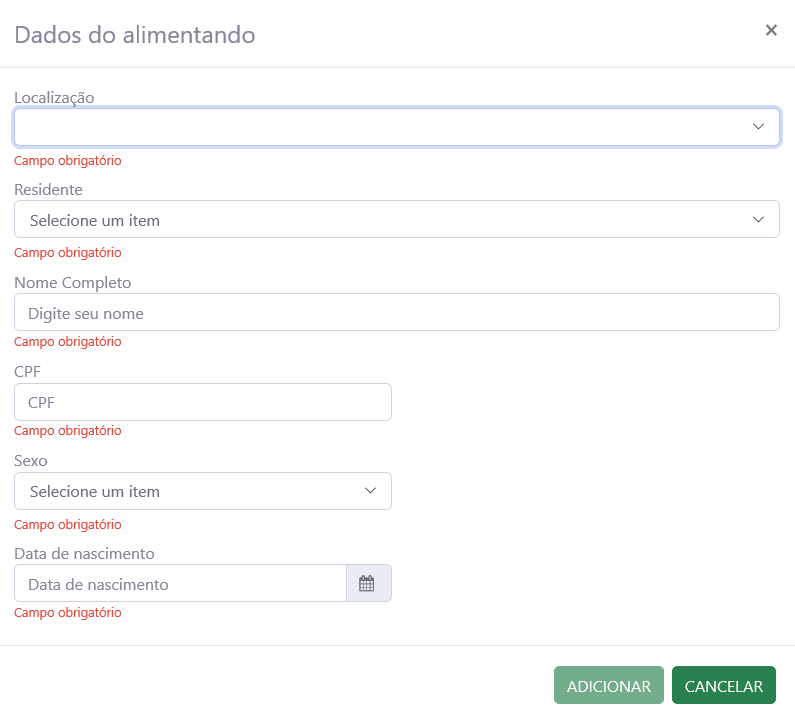 Dados do alimentando
×
Localização
Campo obrigatório
Residente
Selecione um item
Campo obrigatório
Nome Completo
Digite seu nome
Campo obrigatório
CPF
CPF
Campo obrigatório
Sexo
Selecione um item
Campo obrigatório
Data de nascimento
Data de nascimento
Campo obrigatório
ADICIONAR CANCELAR